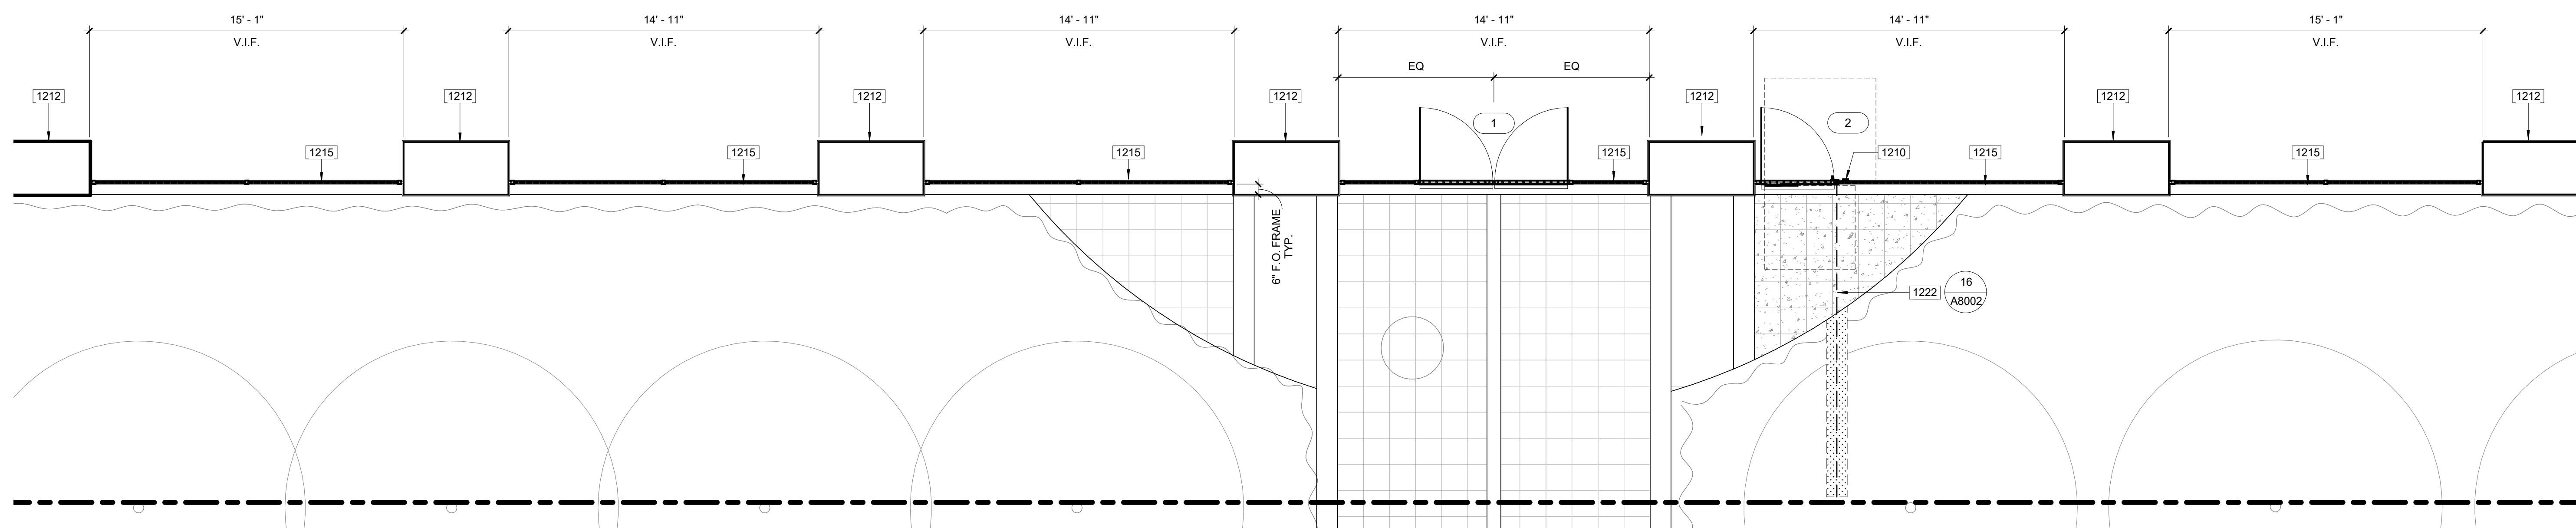 15' - 1" 14' - 11" 14' - 11" 14' - 11" 14' - 11" 15' - 1"
V.I.F. V.I.F. V.I.F. V.I.F. V.I.F. V.I.F.
EQ EQ
1212 1212 1212 1212 1212 1212 1212
1 2
1215 1215 1215 1215 1210 1215 1215
6" F.O. FRAME
TYP.
16
1222 A8002